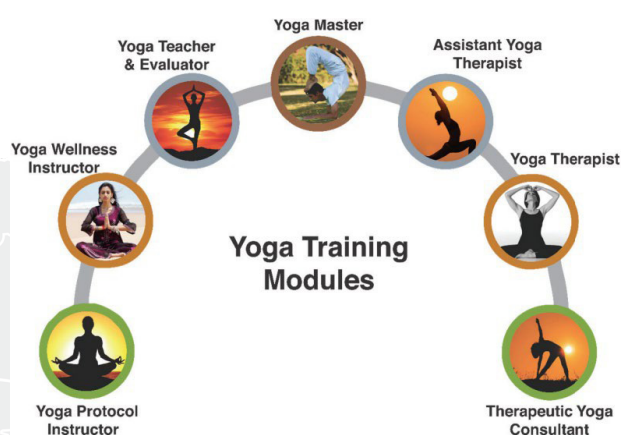 Yoga Master
Yoga Teacher
& Evaluator
Assistant Yoga
Therapist
Yoga Wellness
Instructor
Yoga Therapist
Yoga Training
Modules
Yoga Protocol
Instructor
Therapeutic Yoga
Consultant